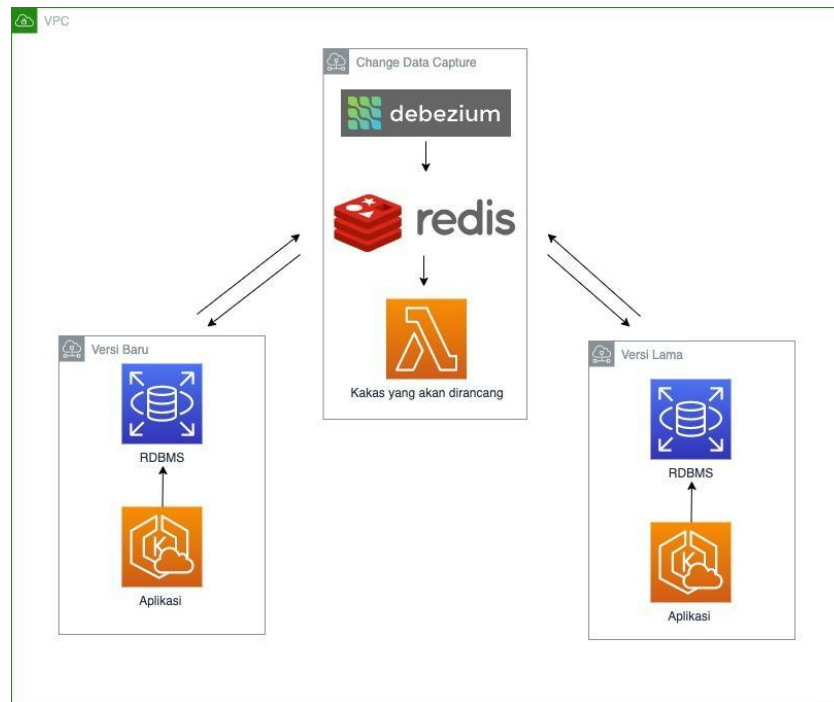 VPC
Change Data Capture
debezium
redis
Kakas yang akan dirancang
Versi Baru
RDBMS
Aplikasi
Versi Lama
RDBMS
Aplikasi